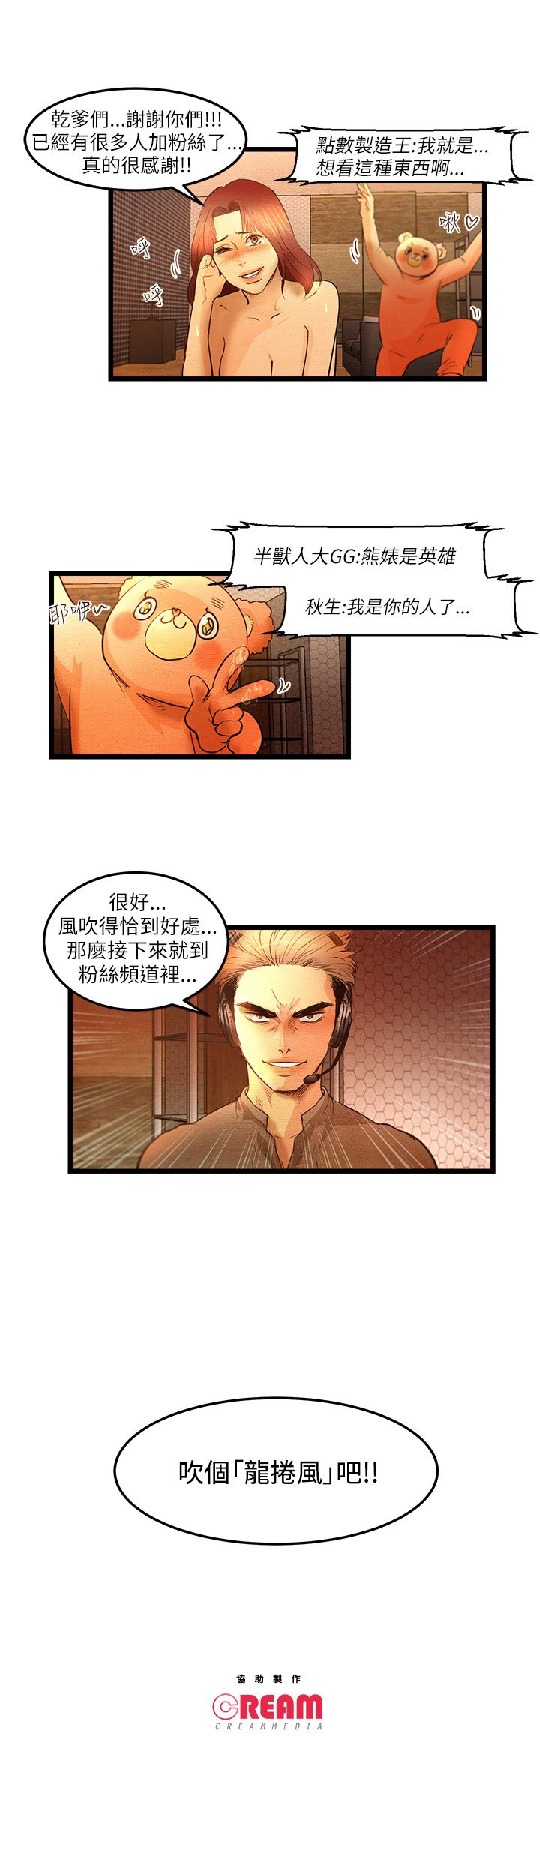 乾爹們...謝謝你們!!!
已經有很多人加粉絲了...
真的很感謝!!
點數製造王:我就是...
想看這種東西啊...
啾♡
呼
呼
半獸人大GG:熊婊是英雄
秋生:我是你的人了...
耶咿~
很好...
風吹得恰到好處...
那麼接下來就到
粉絲頻道裡...
吹個「龍捲風」吧!!
協助製作
CREAM
CREAMMEDIA